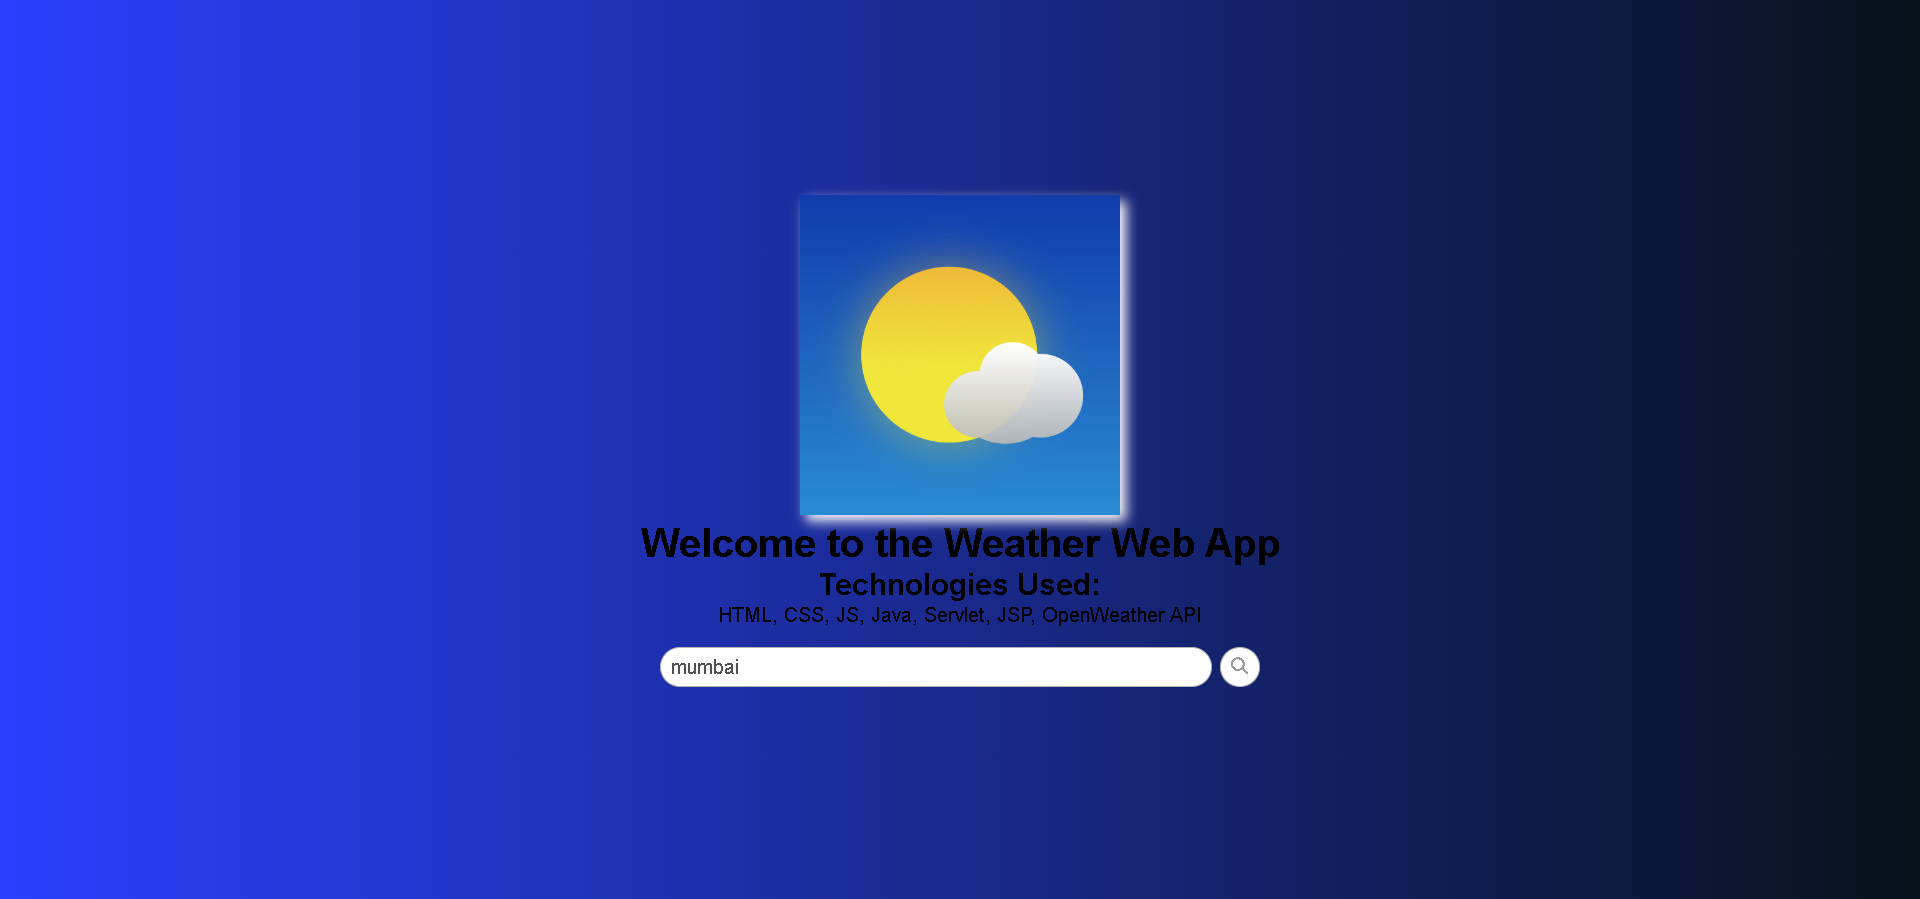 Welcome to the Weather Web App
Technologies Used:
HTML, CSS, JS, Java, Servlet, JSP, OpenWeather API
mumbai